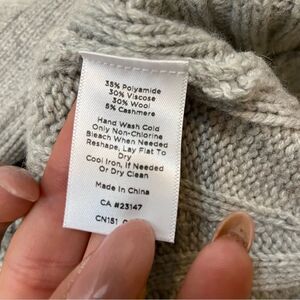 35% Polyamide
30% Viscose
30% Wool
5% Cashmere
Hand Wash Cold
Only Non-Chlorine
Bleach When Needed
Reshape, Lay Flat To
Dry
Cool Iron, If Needed
Or Dry Clean
Made In China
CA #23147
CN151